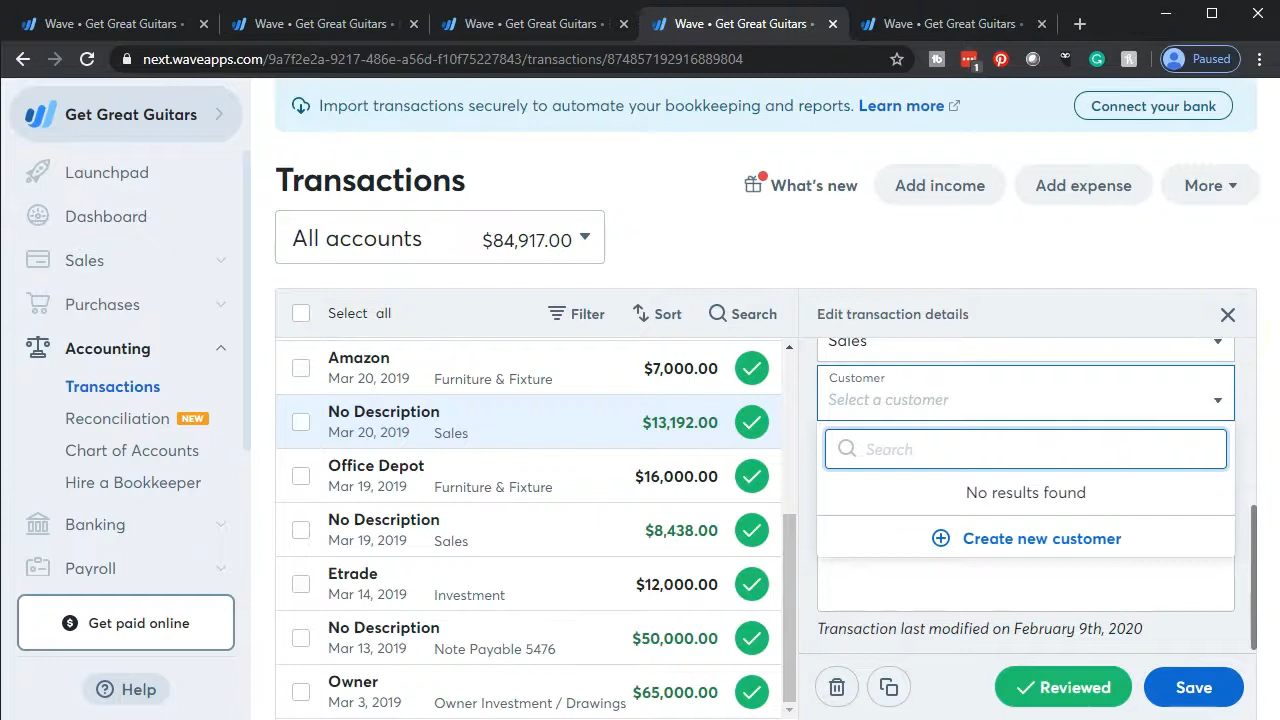 Wave • Get Great Guitars ·
Wave • Get Great Guitars ·
Wave • Get Great Guitars ·
Wave • Get Great Guitars ·
Wave • Get Great Guitars ·
next.waveapps.com/9a7f2e2a-9217-486e-a56d-f10f75227843/transactions/874857192916889804
1
Paused
Get Great Guitars
Import transactions securely to automate your bookkeeping and reports. Learn more
Connect your bank
Launchpad
Dashboard
Sales
Purchases
Accounting
Transactions
Reconciliation NEW
Chart of Accounts
Hire a Bookkeeper
Banking
Payroll
Get paid online
Help
Transactions
What's new
Add income
Add expense
More
All accounts $84,917.00
Select all
Filter
Sort
Search
Amazon
Mar 20, 2019 Furniture & Fixture
$7,000.00
No Description
Mar 20, 2019 Sales
$13,192.00
Office Depot
Mar 19, 2019 Furniture & Fixture
$16,000.00
No Description
Mar 19, 2019 Sales
$8,438.00
Etrade
Mar 14, 2019 Investment
$12,000.00
No Description
Mar 13, 2019 Note Payable 5476
$50,000.00
Owner
Mar 3, 2019 Owner Investment / Drawings
$65,000.00
Edit transaction details
Sales
Customer
Select a customer
Search
No results found
Create new customer
Transaction last modified on February 9th, 2020
Reviewed
Save